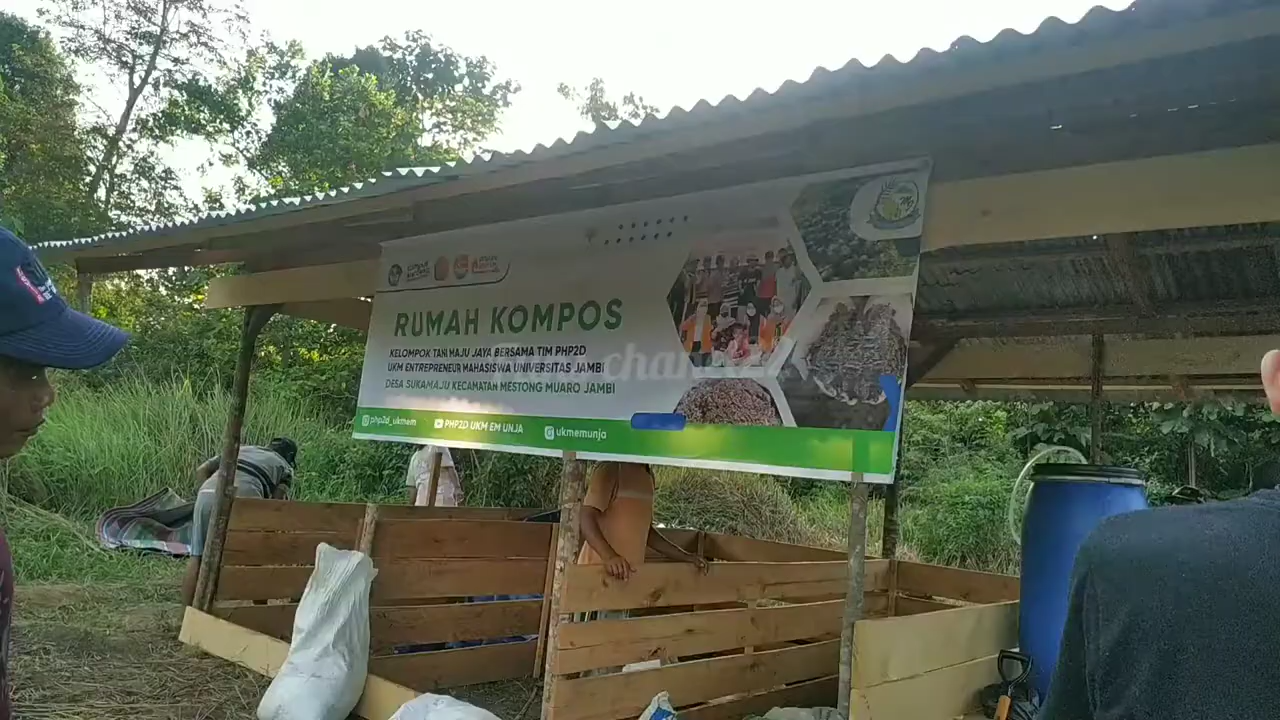 RUMAH KOMPOS
KELOMPOK TANI MAJU JAYA BERSAMA TIM PHP2D
UKM ENTREPRENEUR MAHASISWA UNIVERSITAS JAMBI
DESA SUKAMAJU KECAMATAN MESTONG MUARO JAMBI
php2d_ukmem
PHP2D UKM EM UNJA
ukmemunja